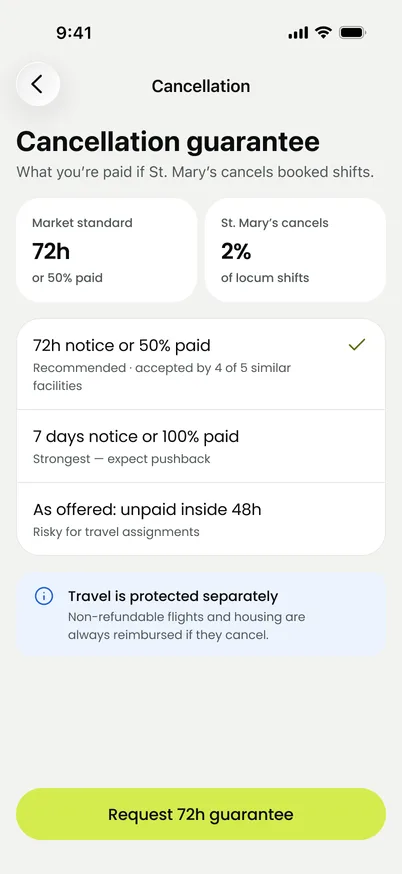 9:41
Cancellation
Cancellation guarantee
What you’re paid if St. Mary’s cancels booked shifts.
Market standard
72h
or 50% paid
St. Mary’s cancels
2%
of locum shifts
72h notice or 50% paid
Recommended · accepted by 4 of 5 similar
facilities
7 days notice or 100% paid
Strongest — expect pushback
As offered: unpaid inside 48h
Risky for travel assignments
Travel is protected separately
Non-refundable flights and housing are
always reimbursed if they cancel.
Request 72h guarantee